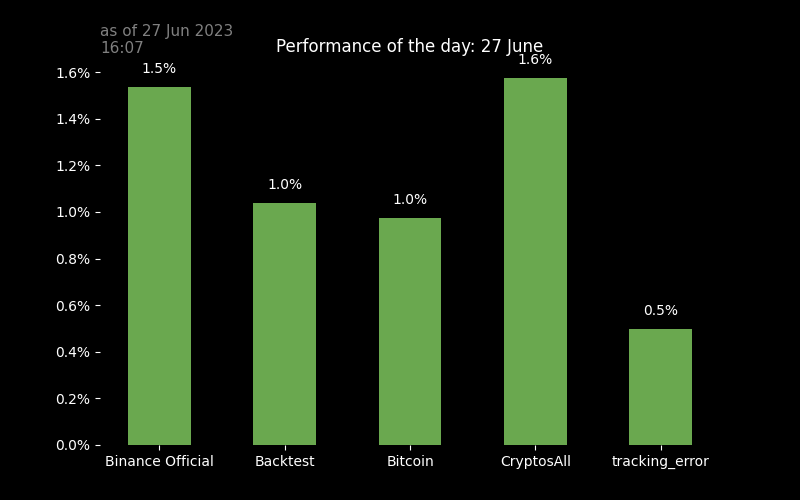 as of 27 Jun 2023
16:07
Performance of the day: 27 June
1.6%
1.4%
1.2%
1.0%
0.8%
0.6%
0.4%
0.2%
0.0%
1.5%
1.0%
1.0%
1.6%
0.5%
Binance Official
Backtest
Bitcoin
CryptosAll
tracking_error